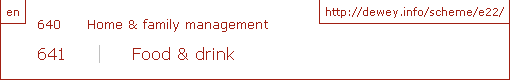 en
http://dewey.info/scheme/e22/
640 Home & family management
641 Food & drink